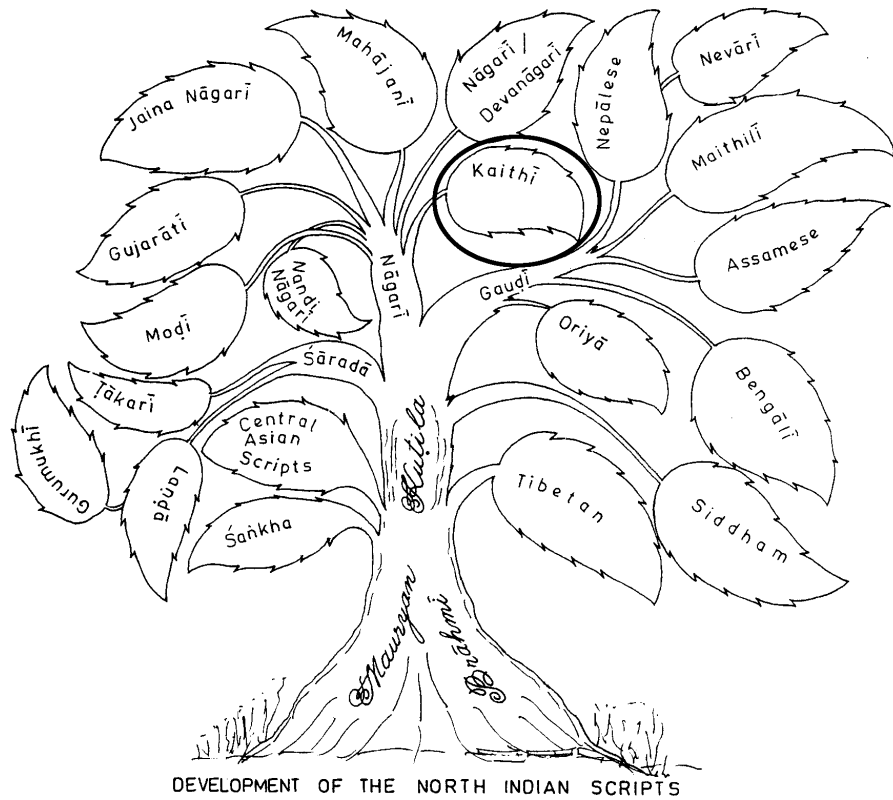 Mahājanī
Nāgarī /
Devanāgarī
Nevārī
Jaina Nāgarī
Nepālese
Maithilī
Kaithī
Gujarātī
Assamese
Nandi
Nāgarī
Nāgarī
Gauḍī
Moḍī
Oriyā
Śāradā
Ṭākarī
Bengālī
Gurumukhī
Central
Asian
Scripts
Kuṭila
Laṇḍā
Tibetan
Siddham
Śaṅkha
Mauryan
Brāhmī
DEVELOPMENT OF THE NORTH INDIAN SCRIPTS